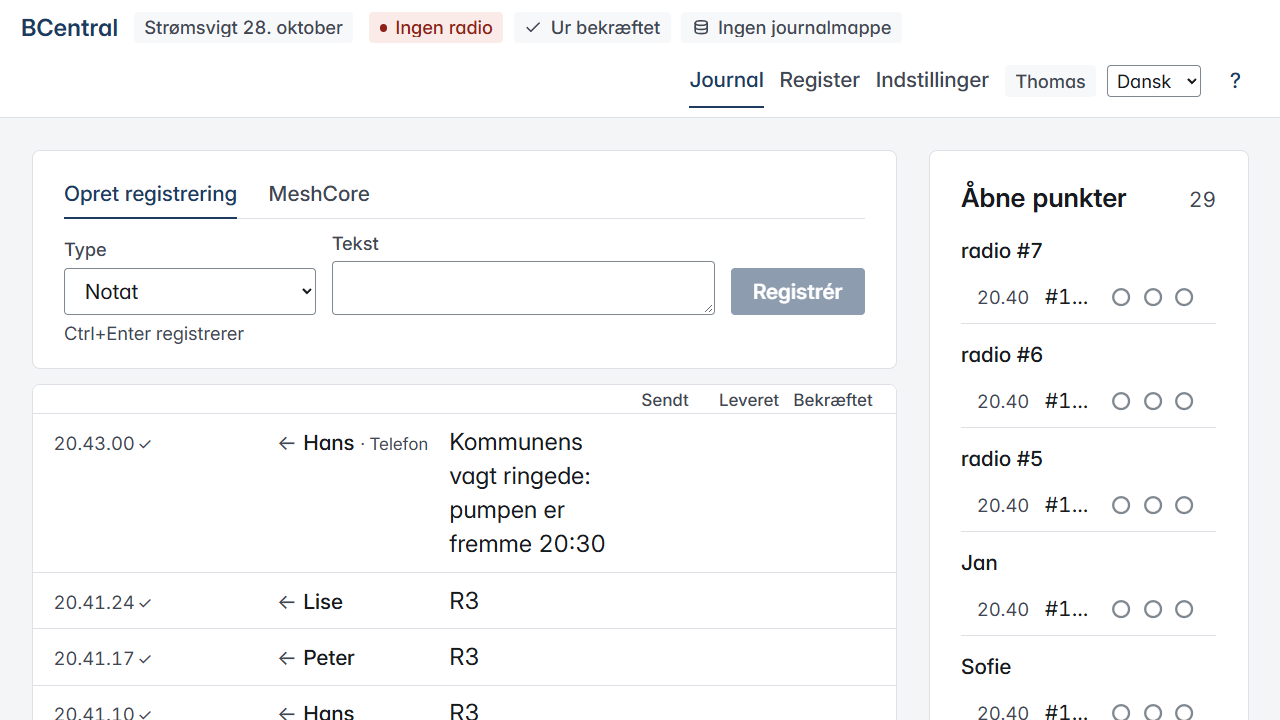 BCentral Strømsvigt 28. oktober Ingen radio Ur bekræftet Ingen journalmappe
Journal Register Indstillinger Thomas Dansk ?
Opret registrering MeshCore
Type
Notat
Ctrl+Enter registrerer
Tekst
Registrér
Sendt Leveret Bekræftet
20.43.00 ← Hans · Telefon Kommunens
vagt ringede:
pumpen er
fremme 20:30
20.41.24 ← Lise R3
20.41.17 ← Peter R3
20.41.10 ← Hans R3
Åbne punkter 29
radio #7
20.40 #1...
radio #6
20.40 #1...
radio #5
20.40 #1...
Jan
20.40 #1...
Sofie
20.40 #1...